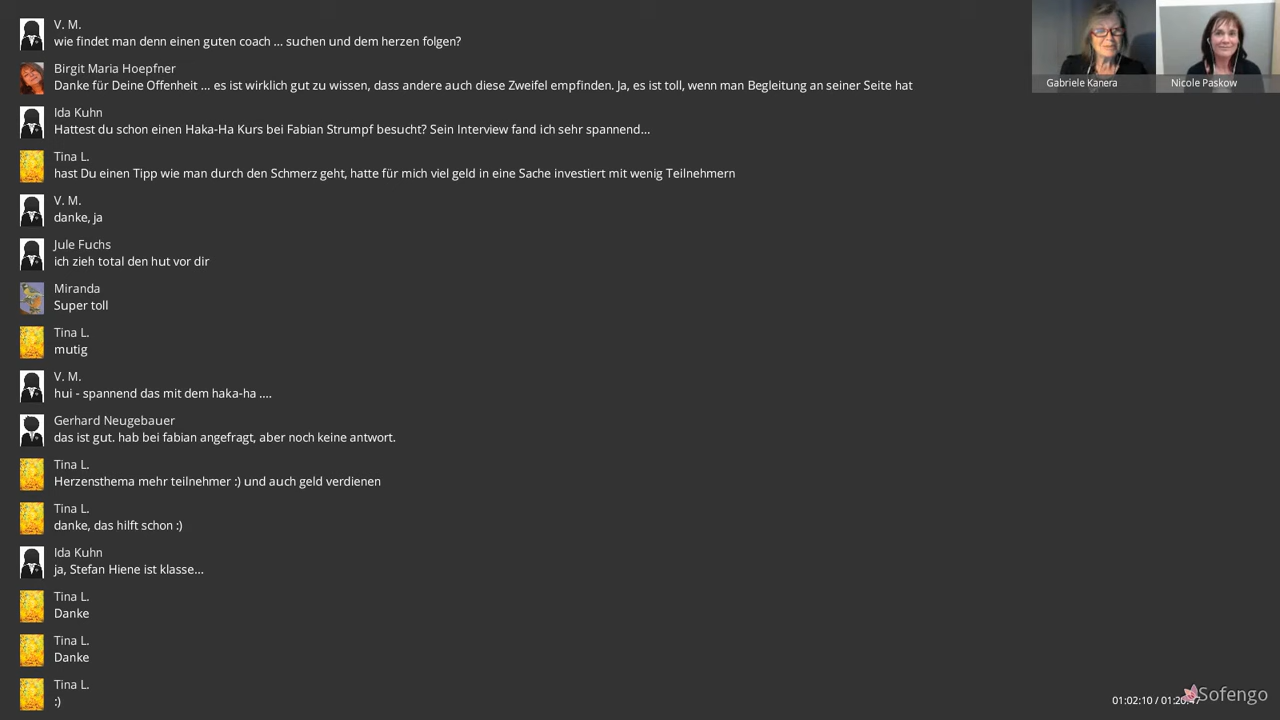 V. M.
wie findet man denn einen guten coach ... suchen und dem herzen folgen?
Birgit Maria Hoepfner
Danke für Deine Offenheit ... es ist wirklich gut zu wissen, dass andere auch diese Zweifel empfinden. Ja, es ist toll, wenn man Begleitung an seiner Seite hat
Ida Kuhn
Hattest du schon einen Haka-Ha Kurs bei Fabian Strumpf besucht? Sein Interview fand ich sehr spannend...
Tina L.
hast Du einen Tipp wie man durch den Schmerz geht, hatte für mich viel geld in eine Sache investiert mit wenig Teilnehmern
V. M.
danke, ja
Jule Fuchs
ich zieh total den hut vor dir
Miranda
Super toll
Tina L.
mutig
V. M.
hui - spannend das mit dem haka-ha ....
Gerhard Neugebauer
das ist gut. hab bei fabian angefragt, aber noch keine antwort.
Tina L.
Herzensthema mehr teilnehmer :) und auch geld verdienen
Tina L.
danke, das hilft schon :)
Ida Kuhn
ja, Stefan Hiene ist klasse...
Tina L.
Danke
Tina L.
Danke
Tina L.
:)
Gabriele Kanera
Nicole Paskow
01:02:10 /
Sofengo